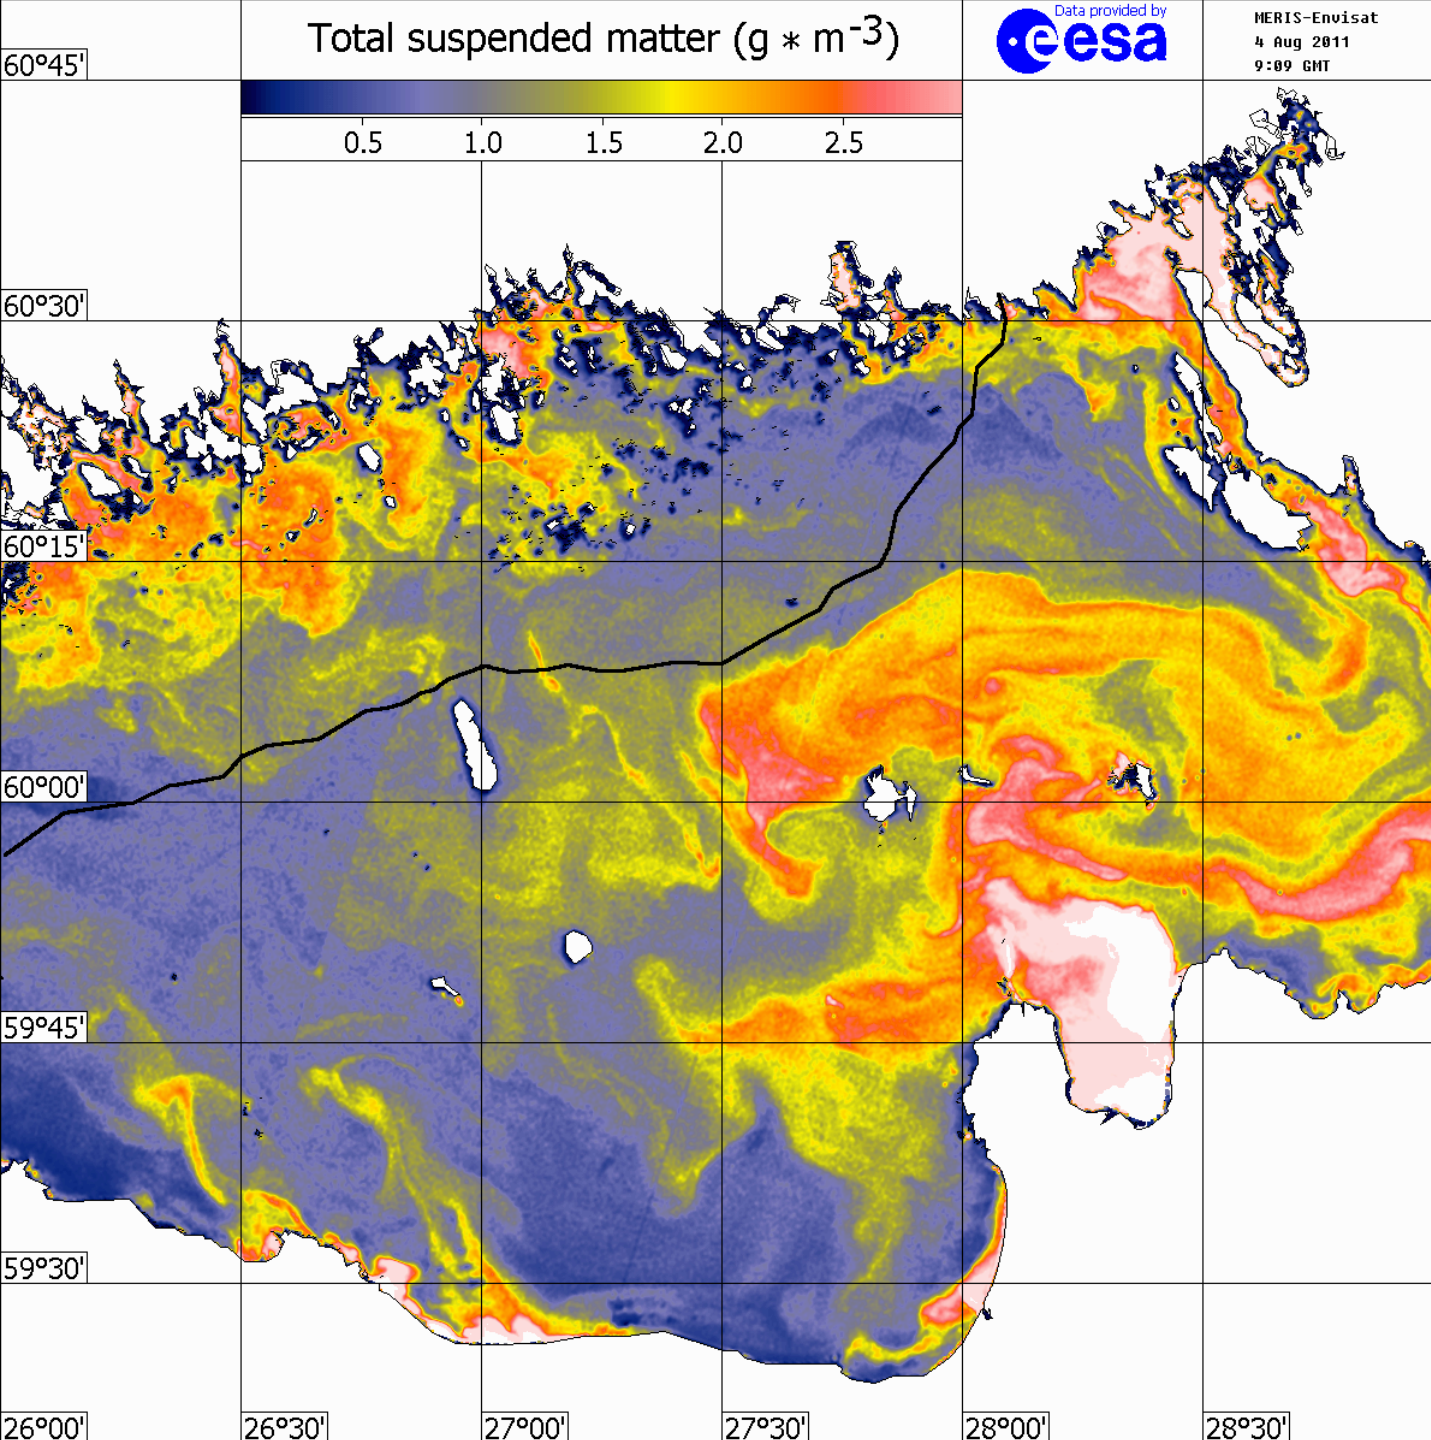 Total suspended matter (g * m-3)
0.5 1.0 1.5 2.0 2.5
Data provided by
esa
MERIS-Envisat
4 Aug 2011
9:09 GMT
60°45'
60°30'
60°15'
60°00'
59°45'
59°30'
26°00' 26°30' 27°00' 27°30' 28°00' 28°30'